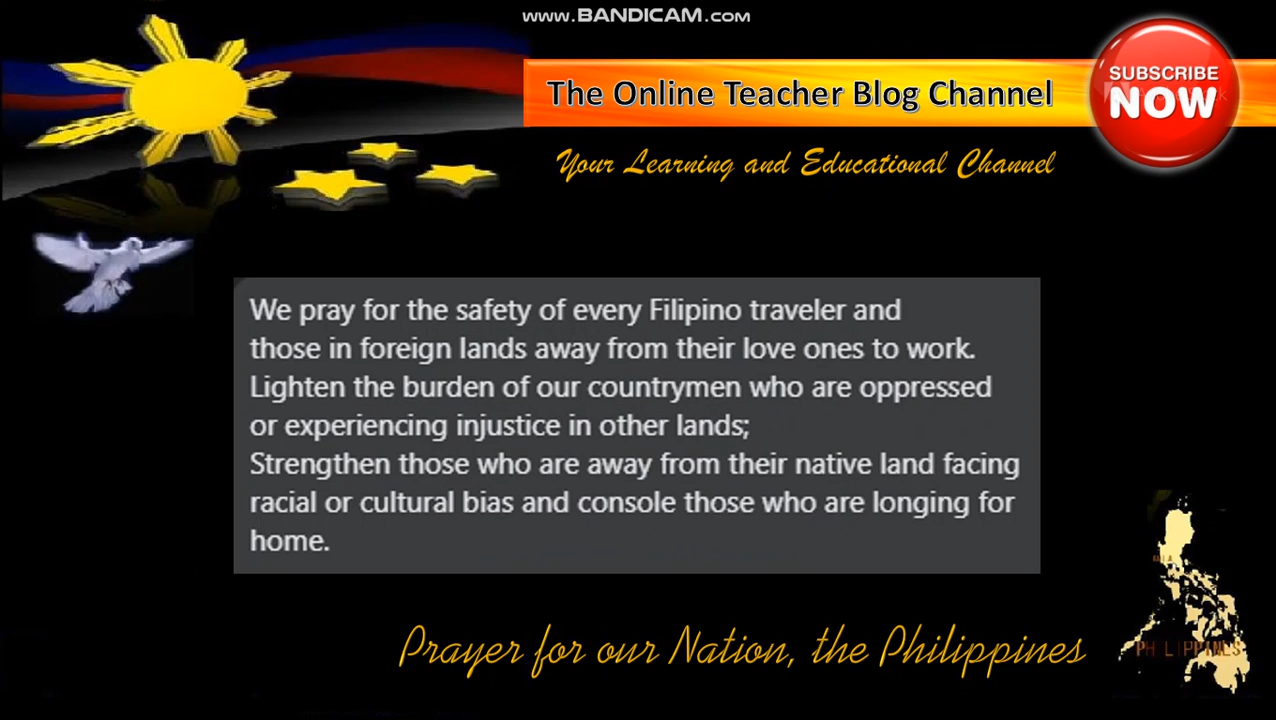 www.BANDICAM.com
The Online Teacher Blog Channel
SUBSCRIBE
NOW
Your Learning and Educational Channel
We pray for the safety of every Filipino traveler and
those in foreign lands away from their love ones to work.
Lighten the burden of our countrymen who are oppressed
or experiencing injustice in other lands;
Strengthen those who are away from their native land facing
racial or cultural bias and console those who are longing for
home.
Prayer for our Nation, the Philippines
PHILIPPINES